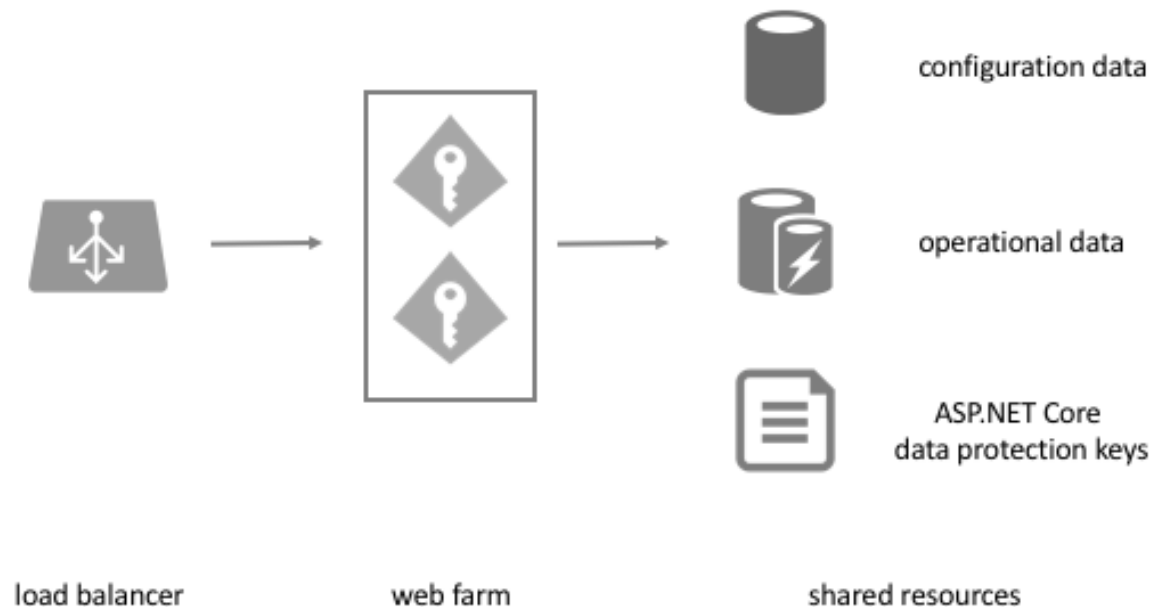 configuration data
operational data
ASP.NET Core
data protection keys
load balancer
web farm
shared resources